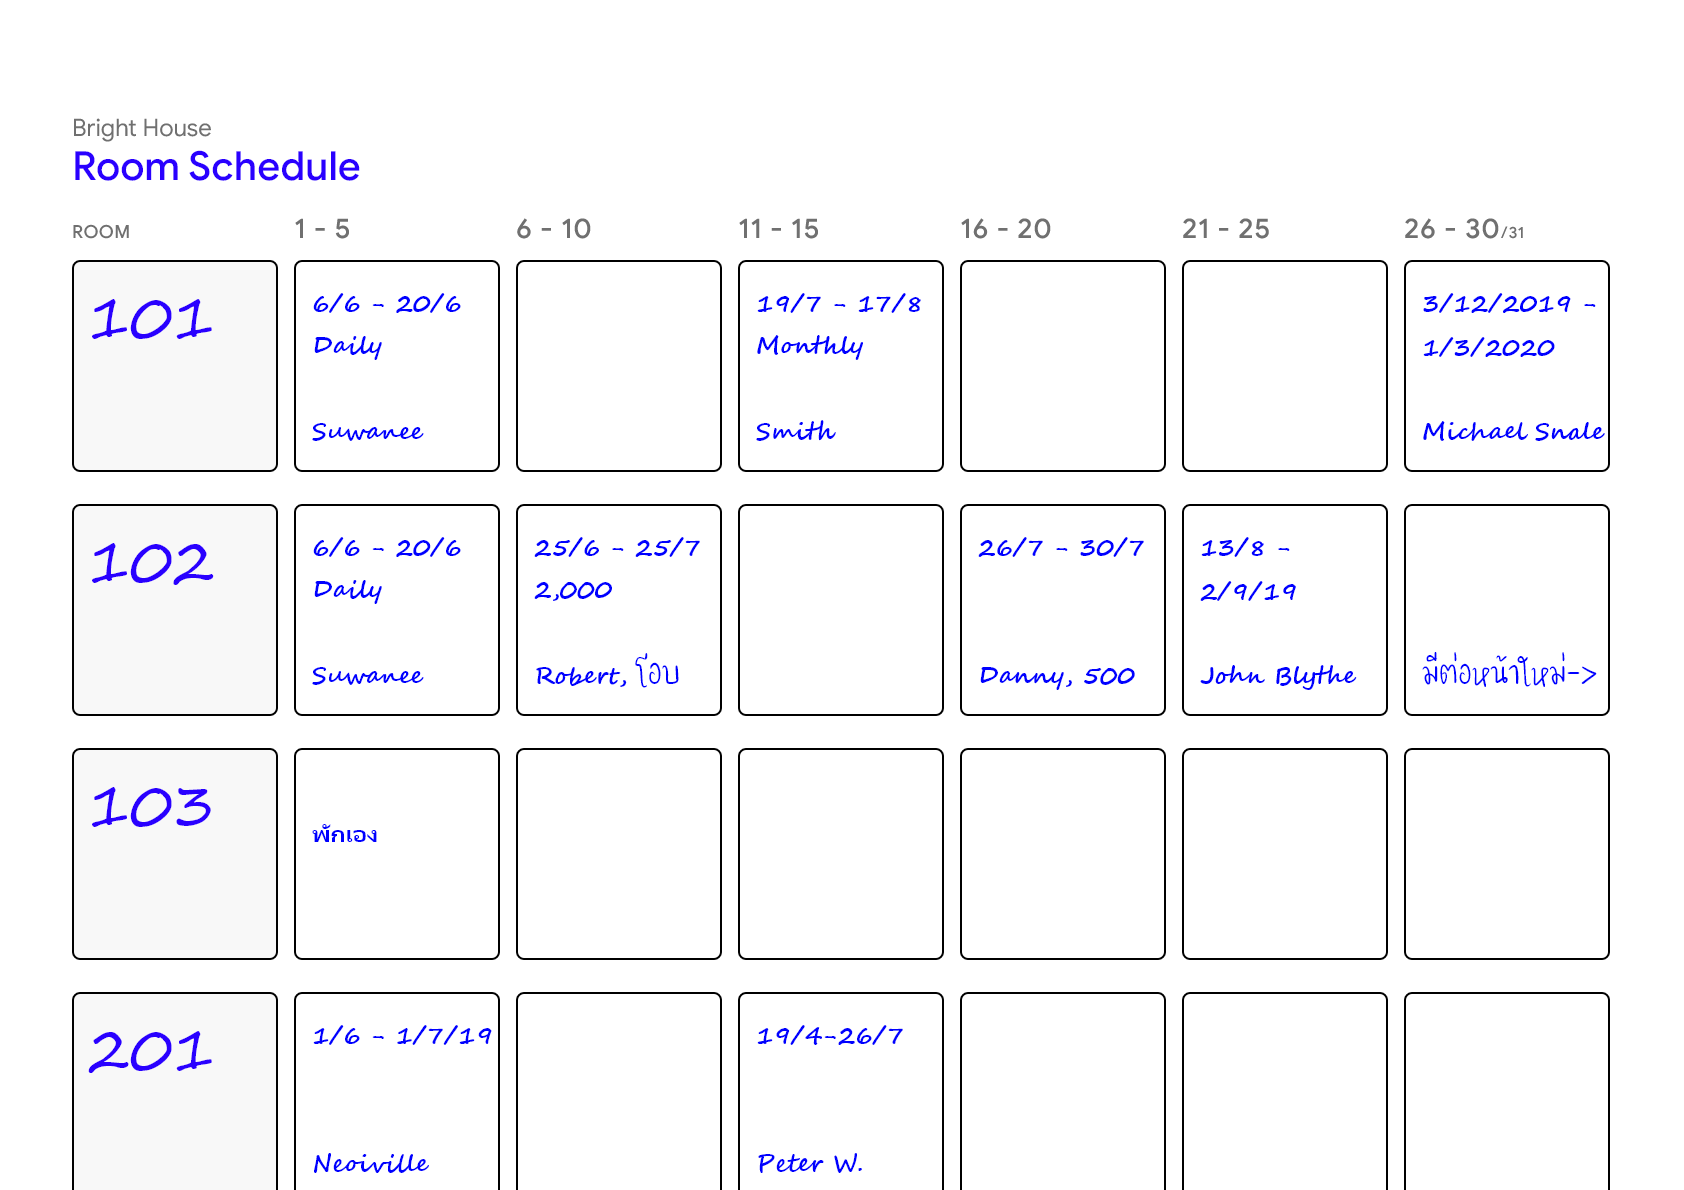 Bright House
Room Schedule
ROOM
1 - 5
6 - 10
11 - 15
16 - 20
21 - 25
26 - 30/31
101
6/6 - 20/6
Daily
Suwanee
19/7 - 17/8
Monthly
Smith
3/12/2019 -
1/3/2020
Michael Snale
102
6/6 - 20/6
Daily
Suwanee
25/6 - 25/7
2,000
Robert, โอบ
26/7 - 30/7
Danny, 500
13/8 -
2/9/19
John Blythe
มีต่อหน้าใหม่->
103
พักเอง
201
1/6 - 1/7/19
Neoiville
19/4-26/7
Peter W.